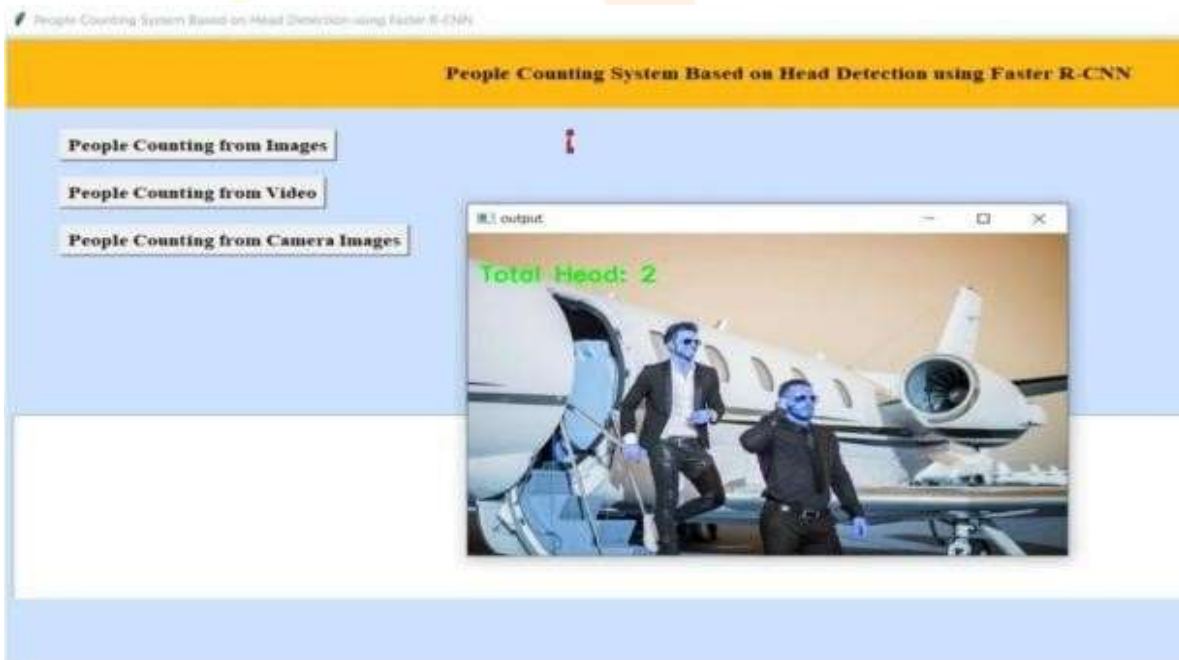 People Counting System Based on Head Detection using Faster R-CNN
People Counting System Based on Head Detection using Faster R-CNN
People Counting from Images
People Counting from Video
People Counting from Camera Images
output
Total Head: 2